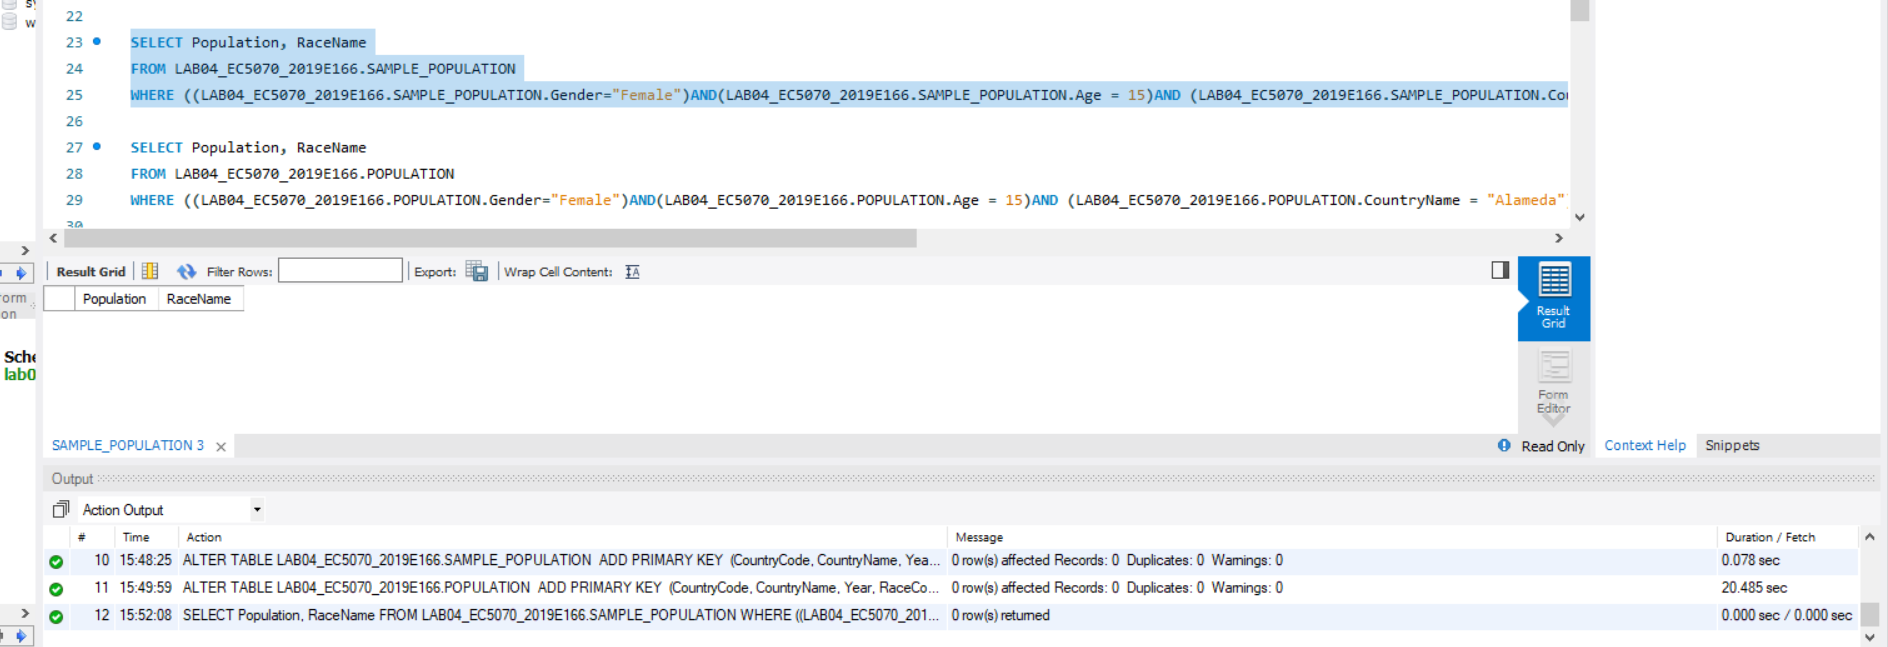 sy
w
22
23 SELECT Population, RaceName
24 FROM LAB04_EC5070_2019E166.SAMPLE_POPULATION
25 WHERE ((LAB04_EC5070_2019E166.SAMPLE_POPULATION.Gender="Female")AND(LAB04_EC5070_2019E166.SAMPLE_POPULATION.Age = 15)AND (LAB04_EC5070_2019E166.SAMPLE_POPULATION.Cou
26
27 SELECT Population, RaceName
28 FROM LAB04_EC5070_2019E166.POPULATION
29 WHERE ((LAB04_EC5070_2019E166.POPULATION.Gender="Female")AND(LAB04_EC5070_2019E166.POPULATION.Age = 15)AND (LAB04_EC5070_2019E166.POPULATION.CountryName = "Alameda"
30
Result Grid Filter Rows: Export: Wrap Cell Content:
Population RaceName
Result
Grid
Form
Editor
orm
on
Sche
lab0
SAMPLE_POPULATION 3 Read Only Context Help Snippets
Output
Action Output
# Time Action Message Duration / Fetch
10 15:48:25 ALTER TABLE LAB04_EC5070_2019E166.SAMPLE_POPULATION ADD PRIMARY KEY (CountryCode, CountryName, Yea... 0 row(s) affected Records: 0 Duplicates: 0 Warnings: 0 0.078 sec
11 15:49:59 ALTER TABLE LAB04_EC5070_2019E166.POPULATION ADD PRIMARY KEY (CountryCode, CountryName, Year, RaceCo... 0 row(s) affected Records: 0 Duplicates: 0 Warnings: 0 20.485 sec
12 15:52:08 SELECT Population, RaceName FROM LAB04_EC5070_2019E166.SAMPLE_POPULATION WHERE ((LAB04_EC5070_201... 0 row(s) returned 0.000 sec / 0.000 sec